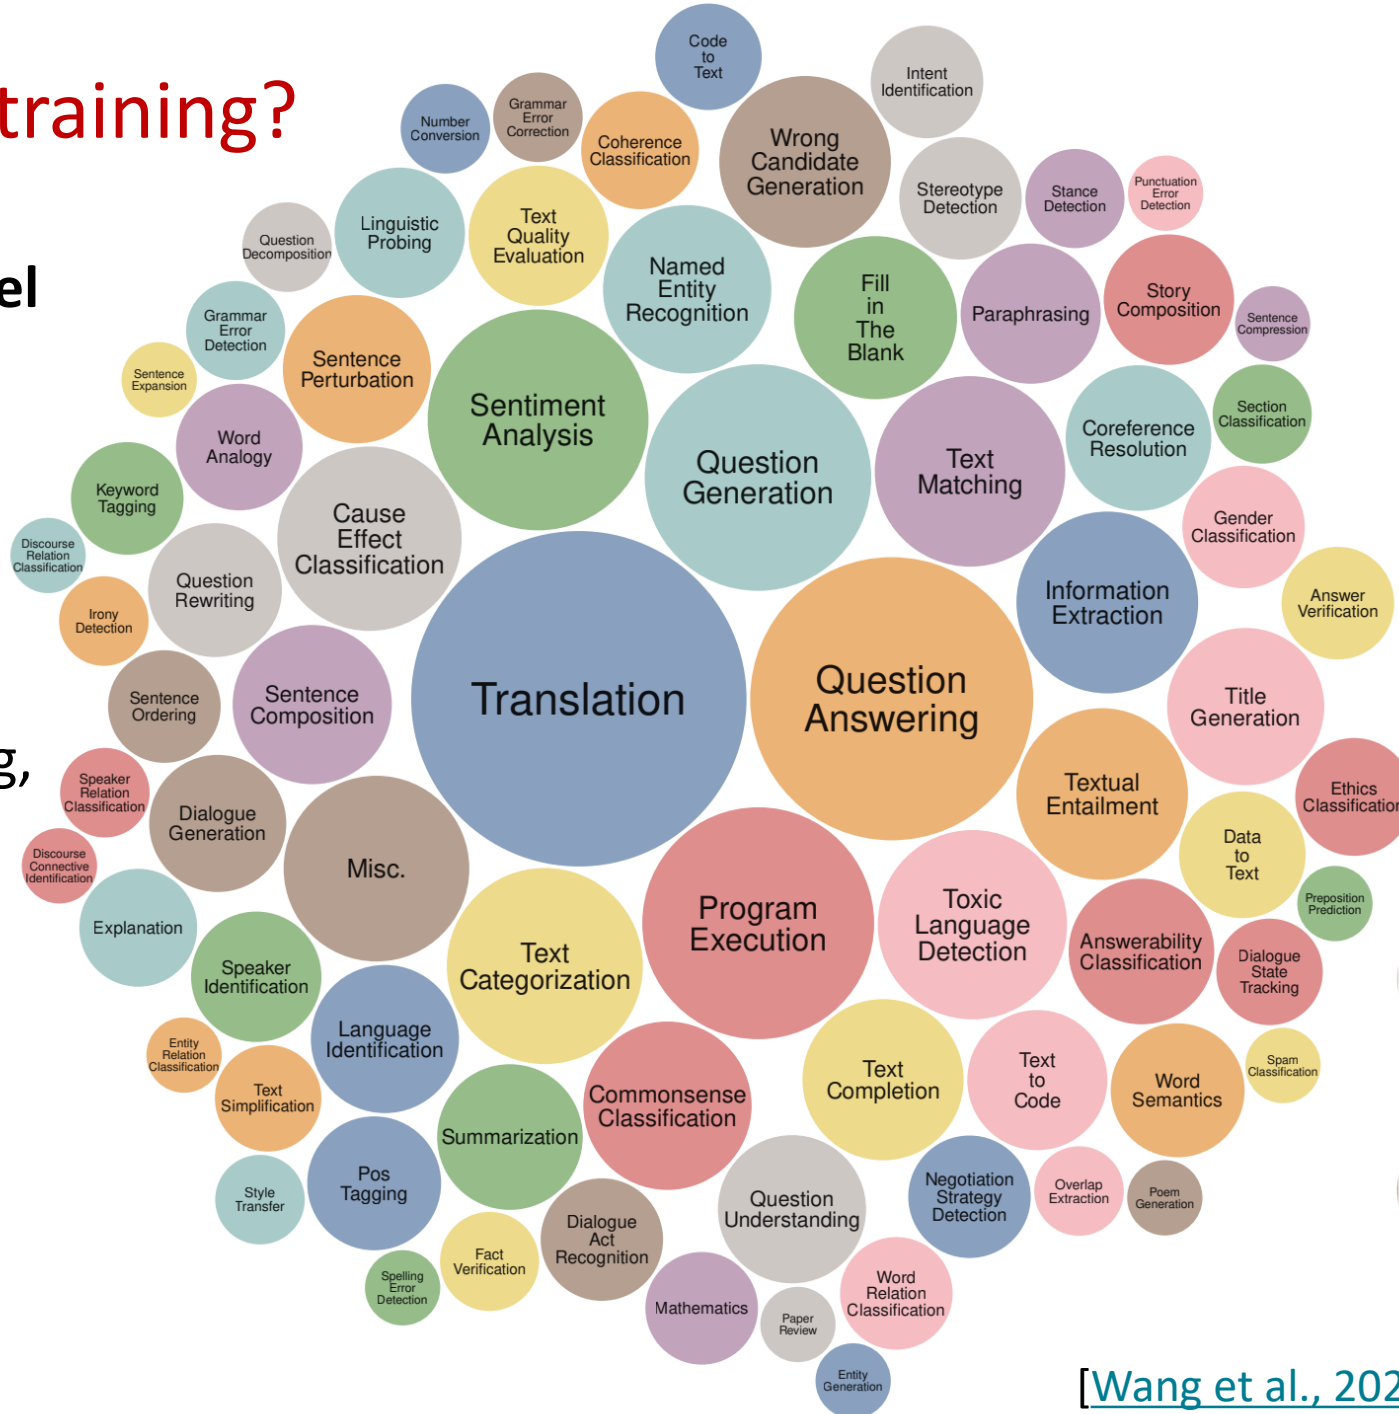 training?
el
g,
Code
to
Text
Intent
Identification
Number
Conversion
Grammar
Error
Correction
Coherence
Classification
Wrong
Candidate
Generation
Stereotype
Detection
Stance
Detection
Punctuation
Error
Detection
Question
Decomposition
Linguistic
Probing
Text
Quality
Evaluation
Named
Entity
Recognition
Fill
in
The
Blank
Paraphrasing
Story
Composition
Sentence
Compression
Grammar
Error
Detection
Sentence
Expansion
Sentence
Perturbation
Sentiment
Analysis
Question
Generation
Text
Matching
Coreference
Resolution
Section
Classification
Word
Analogy
Keyword
Tagging
Cause
Effect
Classification
Gender
Classification
Discourse
Relation
Classification
Question
Rewriting
Irony
Detection
Information
Extraction
Answer
Verification
Sentence
Ordering
Sentence
Composition
Translation
Question
Answering
Title
Generation
Speaker
Relation
Classification
Dialogue
Generation
Textual
Entailment
Ethics
Classification
Discourse
Connective
Identification
Misc.
Data
to
Text
Preposition
Prediction
Explanation
Speaker
Identification
Text
Categorization
Program
Execution
Toxic
Language
Detection
Answerability
Classification
Dialogue
State
Tracking
Entity
Relation
Classification
Language
Identification
Text
Simplification
Commonsense
Classification
Text
Completion
Text
to
Code
Word
Semantics
Spam
Classification
Summarization
Style
Transfer
Pos
Tagging
Question
Understanding
Negotiation
Strategy
Detection
Overlap
Extraction
Poem
Generation
Spelling
Error
Detection
Fact
Verification
Dialogue
Act
Recognition
Mathematics
Paper
Review
Word
Relation
Classification
Entity
Generation
[Wang et al., 202